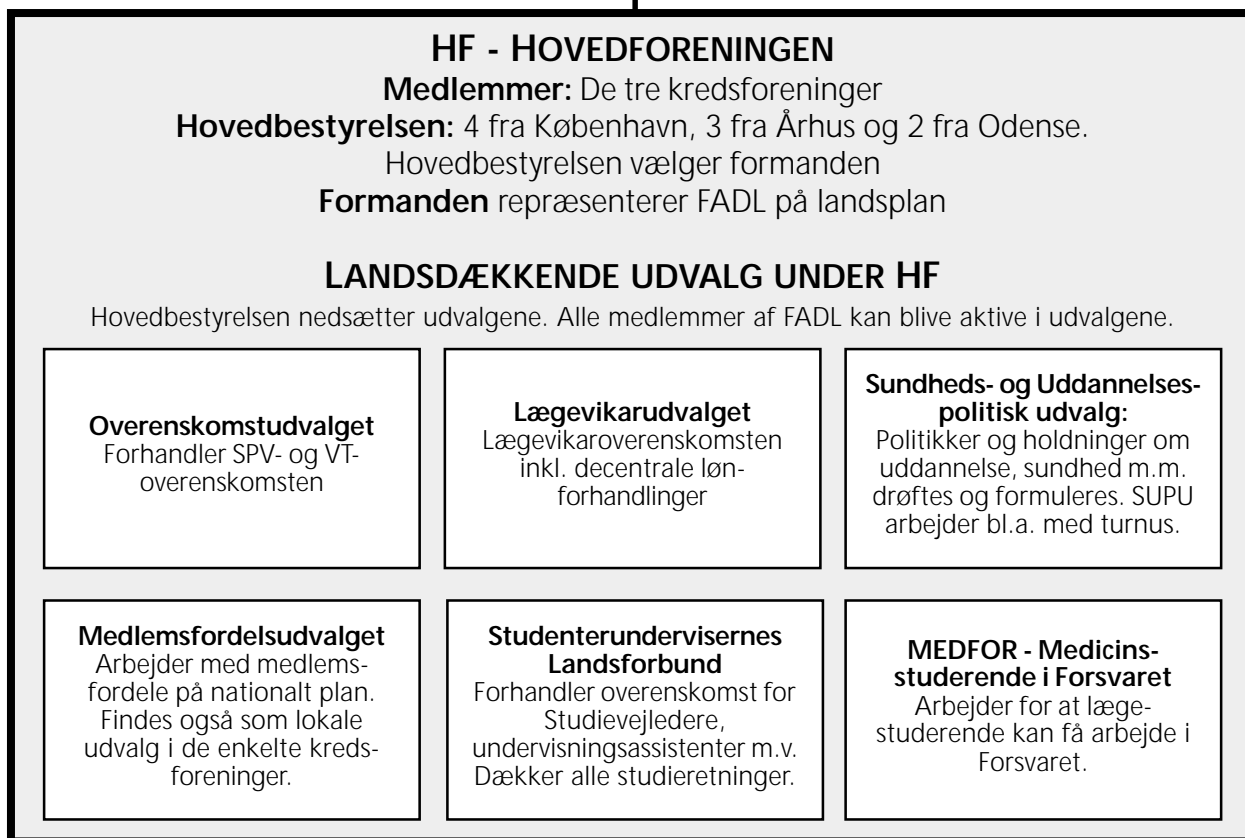 HF - HOVEDFORENINGEN
Medlemmer: De tre kredsforeninger
Hovedbestyrelsen: 4 fra København, 3 fra Århus og 2 fra Odense.
Hovedbestyrelsen vælger formanden
Formanden repræsenterer FADL på landsplan
LANDSDÆKKENDE UDVALG UNDER HF
Hovedbestyrelsen nedsætter udvalgene. Alle medlemmer af FADL kan blive aktive i udvalgene.
Overenskomstudvalget
Forhandler SPV- og VT-
overenskomsten
Lægevikarudvalget
Lægevikaroverenskomsten
inkl. decentrale løn-
forhandlinger
Sundheds- og Uddannelses-
politisk udvalg:
Politikker og holdninger om
uddannelse, sundhed m.m.
drøftes og formuleres. SUPU
arbejder bl.a. med turnus.
Medlemsfordelsudvalget
Arbejder med medlems-
fordele på nationalt plan.
Findes også som lokale
udvalg i de enkelte kreds-
foreninger.
Studenterundervisernes
Landsforbund
Forhandler overenskomst for
Studievejledere,
undervisningsassistenter m.v.
Dækker alle studieretninger.
MEDFOR - Medicins-
studerende i Forsvaret
Arbejder for at læge-
studerende kan få arbejde i
Forsvaret.